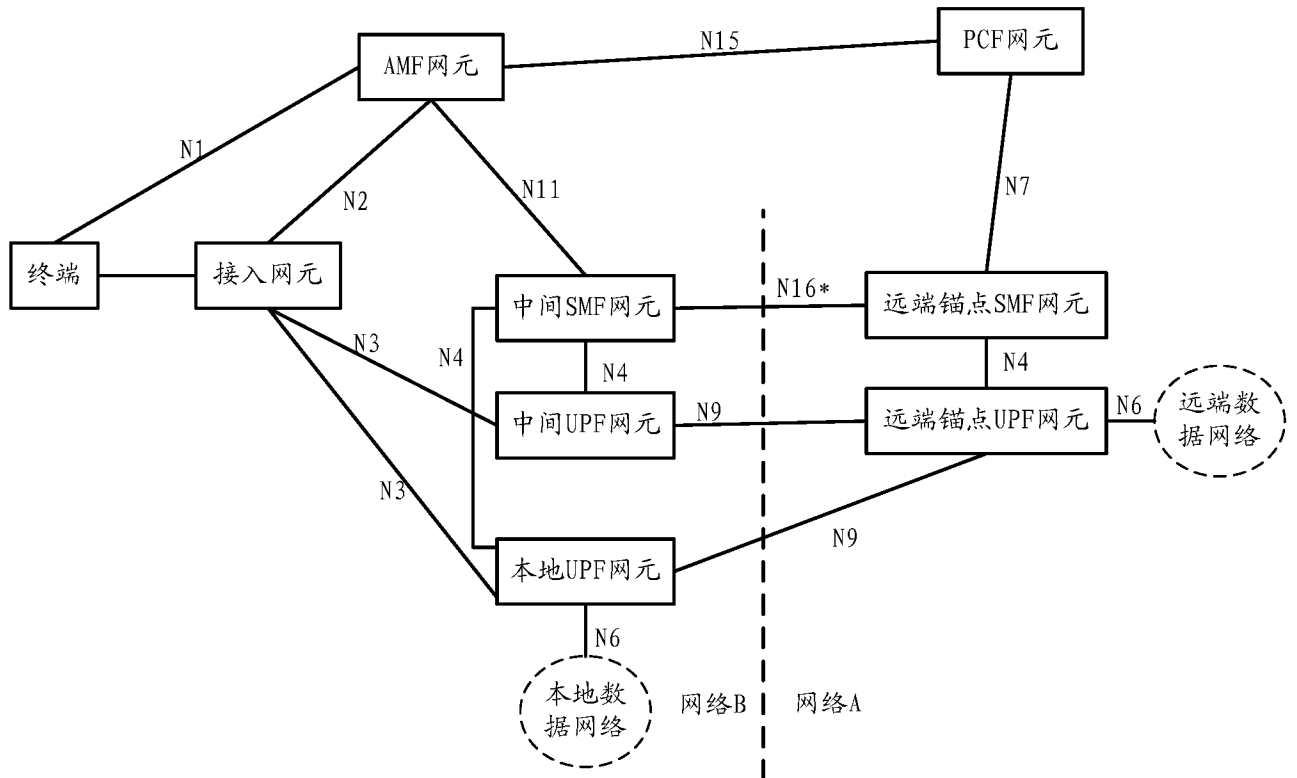 N15
PCF网元
AMF网元
N1
N2
N11
N7
终端
接入网元
中间SMF网元
N16*
远端锚点SMF网元
N3
N4
N4
N4
中间UPF网元
N9
远端锚点UPF网元
N6
远端数
据网络
N3
N9
本地UPF网元
N6
本地数
据网络
网络B
网络A